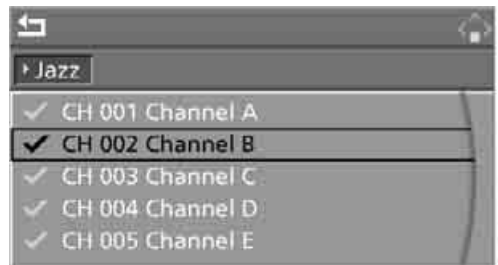 Jazz
CH 001 Channel A
CH 002 Channel B
CH 003 Channel C
CH 004 Channel D
CH 005 Channel E